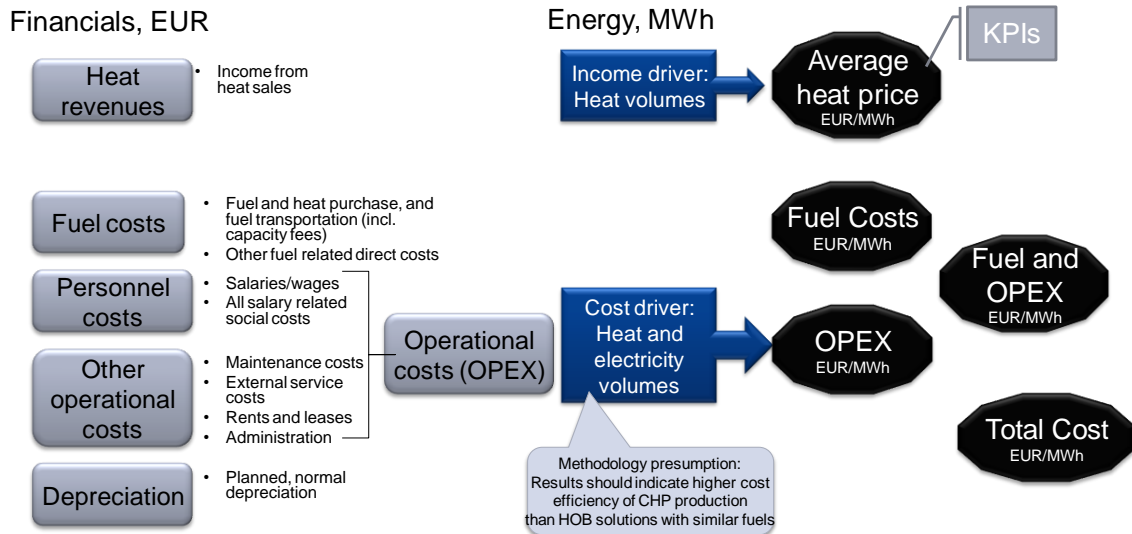 Financials, EUR
Energy, MWh
KPIs
Heat
revenues
• Income from
heat sales
Income driver:
Heat volumes
Average
heat price
EUR/MWh
Fuel costs
• Fuel and heat purchase, and
fuel transportation (incl.
capacity fees)
• Other fuel related direct costs
Fuel Costs
EUR/MWh
Fuel and
OPEX
EUR/MWh
Personnel
costs
• Salaries/wages
• All salary related
social costs
Operational
costs (OPEX)
Cost driver:
Heat and
electricity
volumes
OPEX
EUR/MWh
Other
operational
costs
• Maintenance costs
• External service
costs
• Rents and leases
• Administration
Total Cost
EUR/MWh
Depreciation
• Planned, normal
depreciation
Methodology presumption:
Results should indicate higher cost
efficiency of CHP production
than HOB solutions with similar fuels